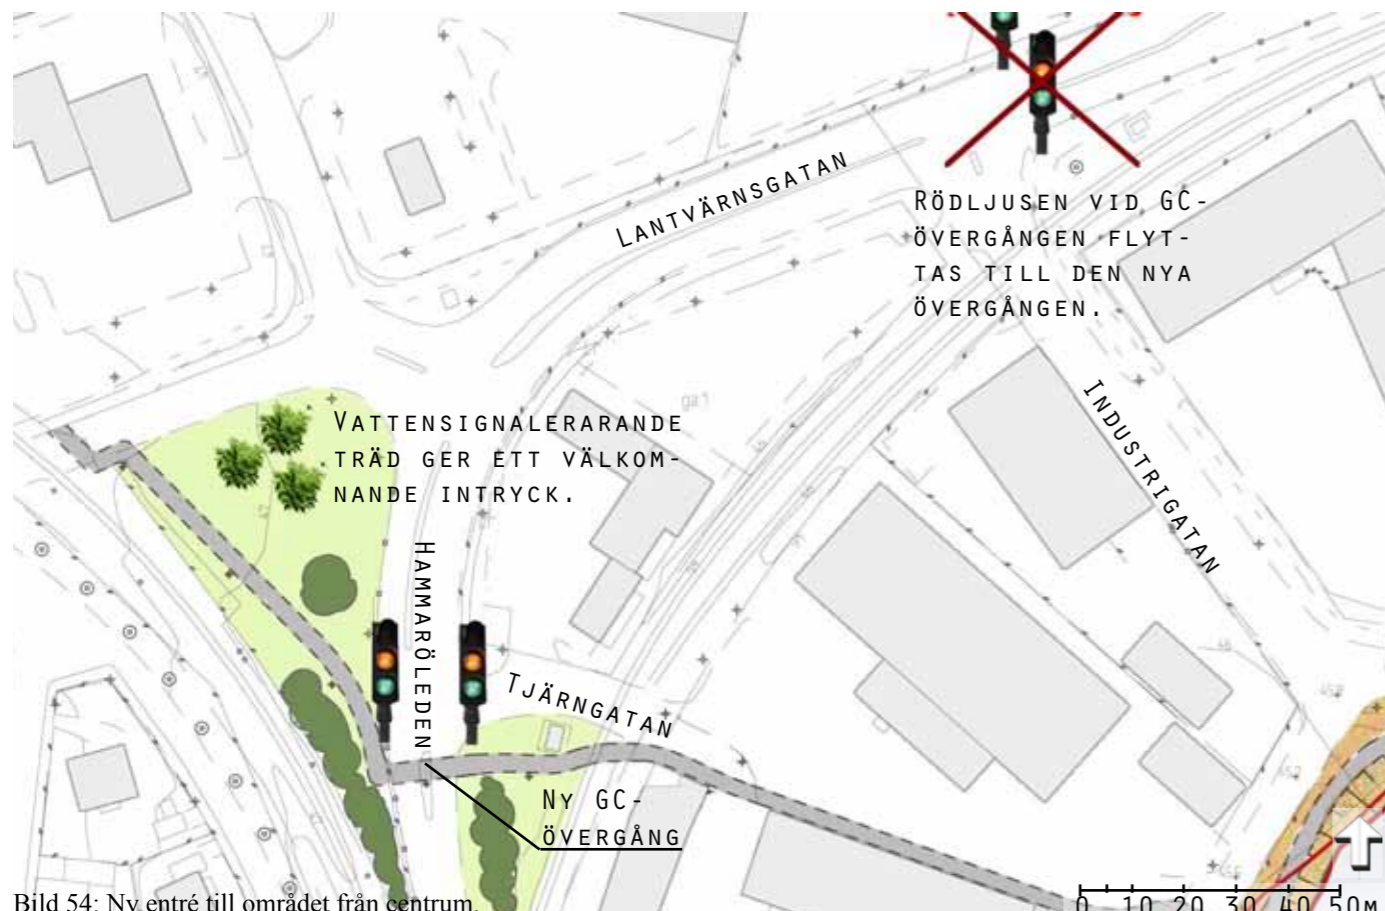 LANTVÄRNSGATAN
RÖDLJUSEN VID GC-
ÖVERGÅNGEN FLYT-
TAS TILL DEN NYA
ÖVERGÅNGEN.
INDUSTRIGATAN
VATTENSIGNALERARANDE
TRÄD GER ETT VÄLKOM-
NANDE INTRYCK.
HAMMARÖLEDEN
TJÄRNGATAN
NY GC-
ÖVERGÅNG
0 10 20 30 40 50M
Bild 54: Ny entré till området från centrum.